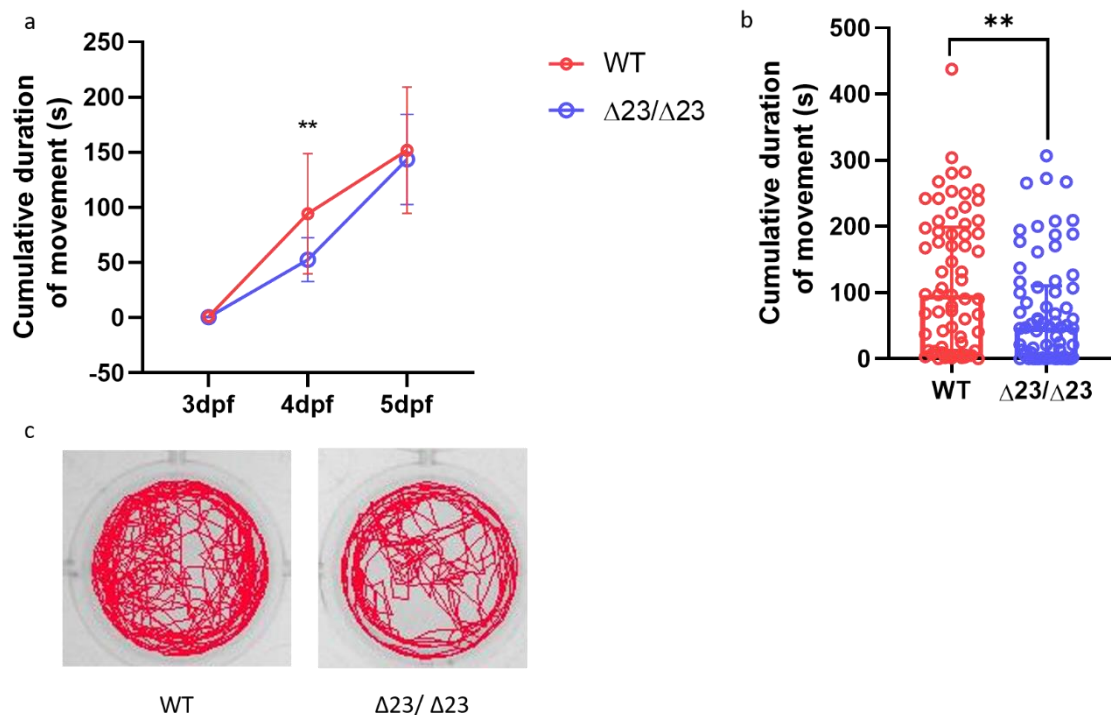 a
Cumulative duration
of movement (s)
250
200
150
100
50
0
-50
**
3dpf
4dpf
5dpf
WT
Δ23/Δ23
b
Cumulative duration
of movement (s)
500
400
300
200
100
0
**
WT
Δ23/Δ23
c
WT
Δ23/ Δ23